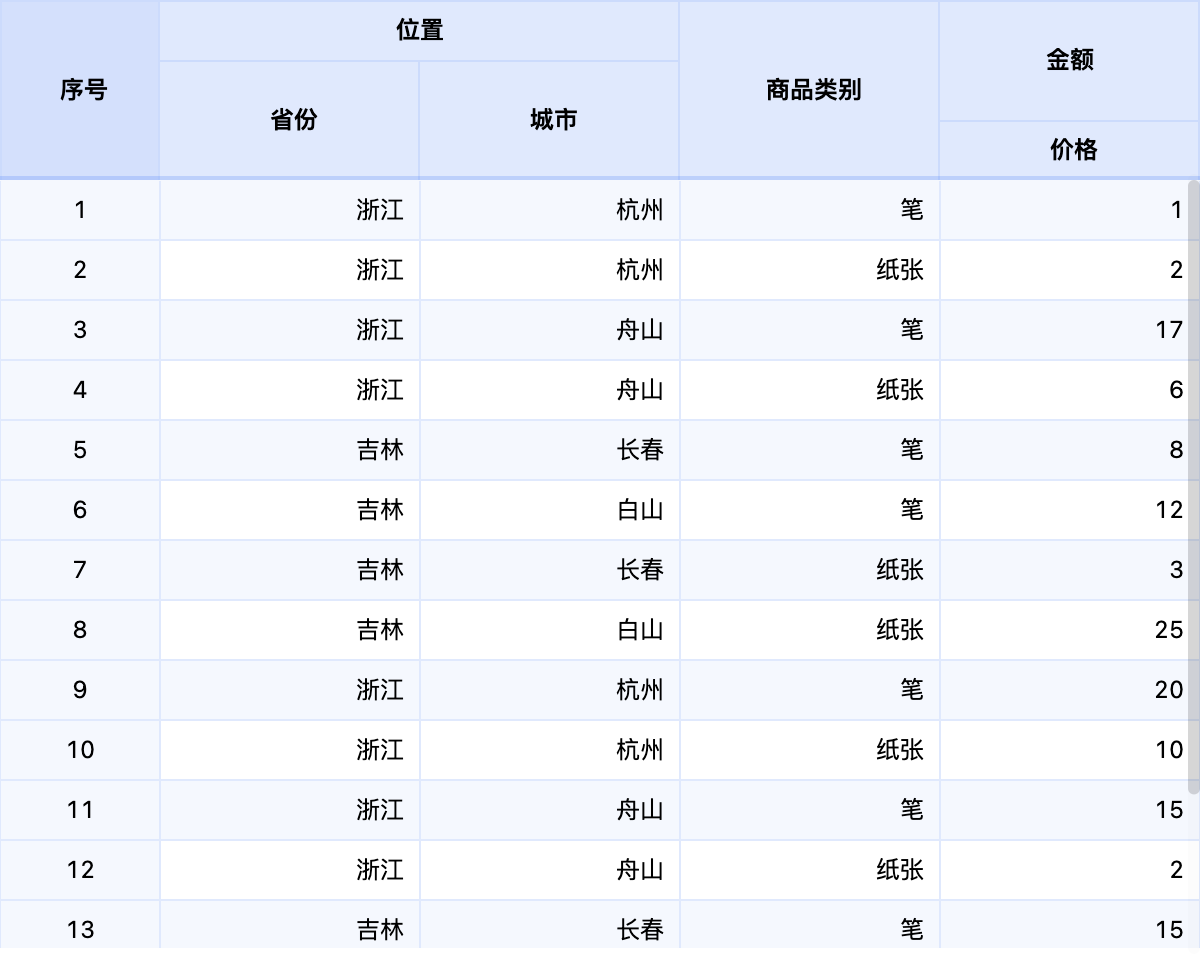 序号 位置 商品类别 金额
省份 城市 价格
1 浙江 杭州 笔 1
2 浙江 杭州 纸张 2
3 浙江 舟山 笔 17
4 浙江 舟山 纸张 6
5 吉林 长春 笔 8
6 吉林 白山 笔 12
7 吉林 长春 纸张 3
8 吉林 白山 纸张 25
9 浙江 杭州 笔 20
10 浙江 杭州 纸张 10
11 浙江 舟山 笔 15
12 浙江 舟山 纸张 2
13 吉林 长春 笔 15